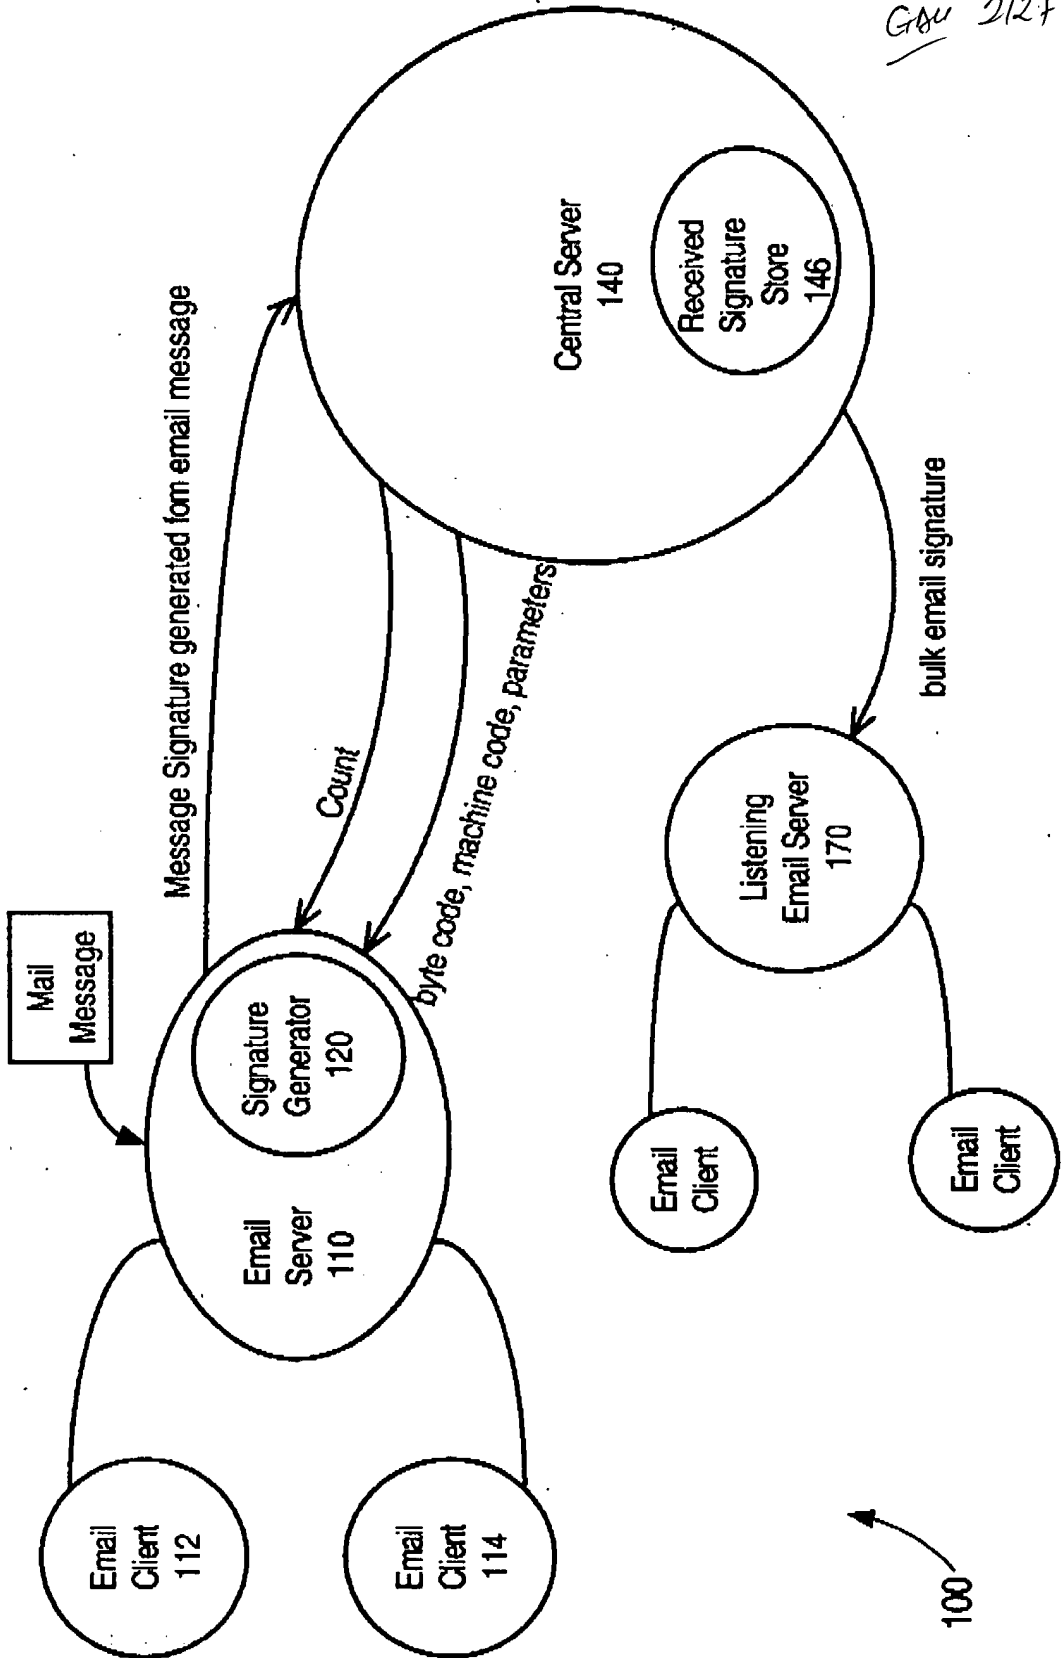 GAU 2127
Mail
Message
Message Signature generated fom email message
Email
Client
112
Email
Server
110
Signature
Generator
120
Count
byte code, machine code, parameters
Central Server
140
Received
Signature
Store
146
Email
Client
114
bulk email signature
Listening
Email Server
170
Email
Client
Email
Client
100